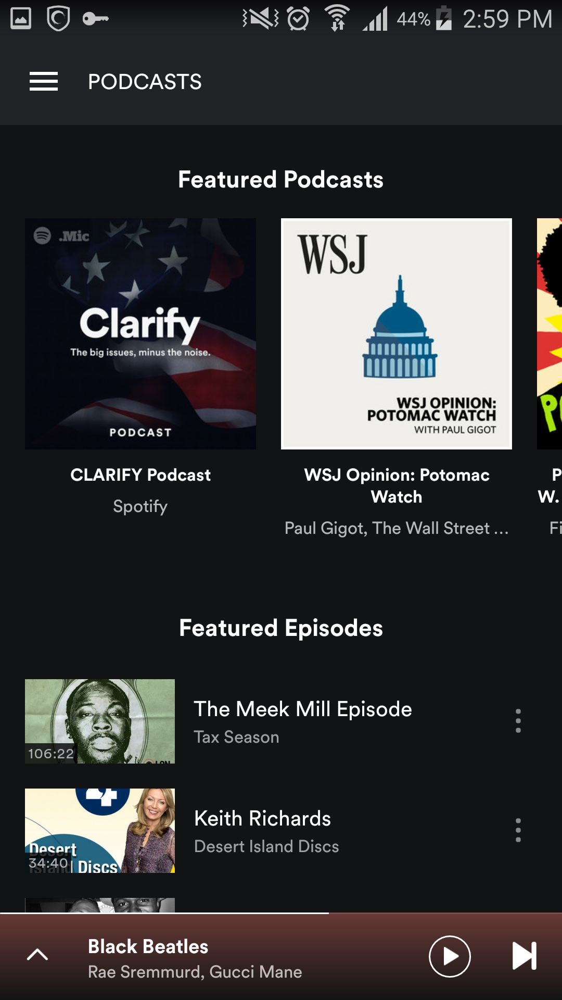 44% 2:59 PM
PODCASTS
Featured Podcasts
.Mic
Clarify
The big issues, minus the noise.
PODCAST
WSJ
WSJ OPINION:
POTOMAC WATCH
WITH PAUL GIGOT
CLARIFY Podcast
Spotify
WSJ Opinion: Potomac
Watch
Paul Gigot, The Wall Street ...
P
W.
Fi
Featured Episodes
106:22
The Meek Mill Episode
Tax Season
4
Desert
Island Discs
34:40
Keith Richards
Desert Island Discs
Black Beatles
Rae Sremmurd, Gucci Mane